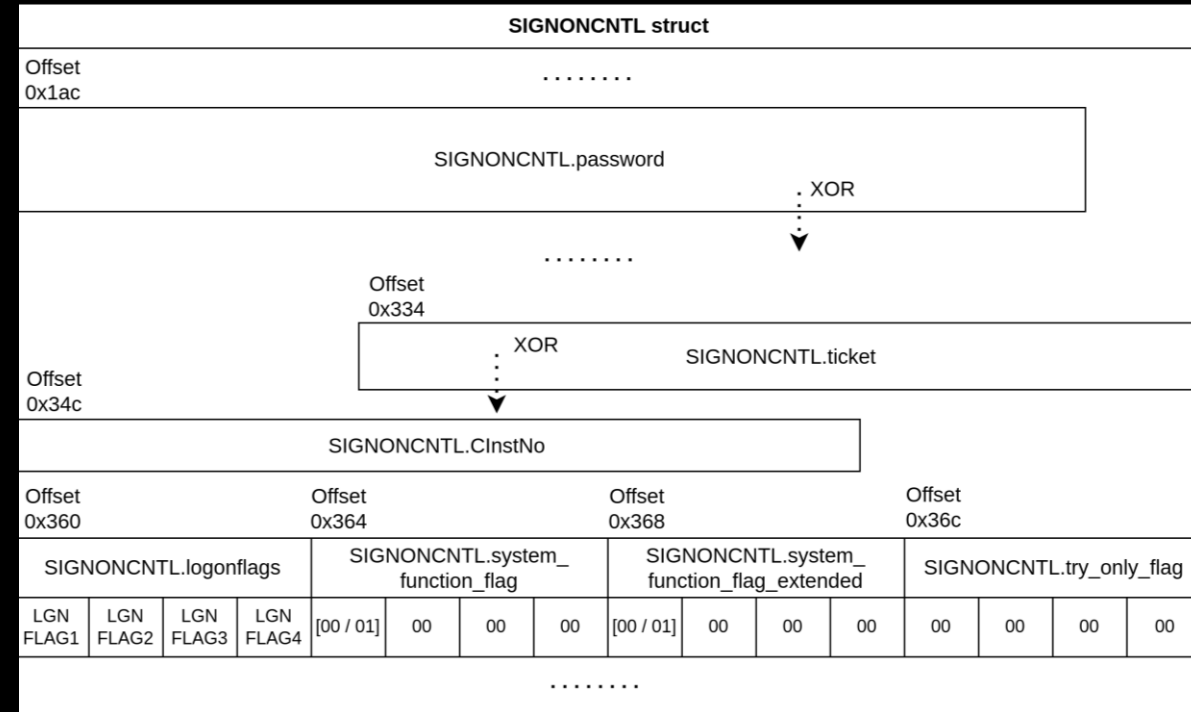 SIGNONCNTL struct
Offset
0x1ac
........
SIGNONCNTL.password
XOR
........
Offset
0x334
XOR
SIGNONCNTL.ticket
Offset
0x34c
SIGNONCNTL.CInstNo
Offset
0x360
Offset
0x364
Offset
0x368
Offset
0x36c
SIGNONCNTL.logonflags
SIGNONCNTL.system_
function_flag
SIGNONCNTL.system_
function_flag_extended
SIGNONCNTL.try_only_flag
LGN
FLAG1
LGN
FLAG2
LGN
FLAG3
LGN
FLAG4
[00 / 01]
00
00
00
[00 / 01]
00
00
00
00
00
00
00
........